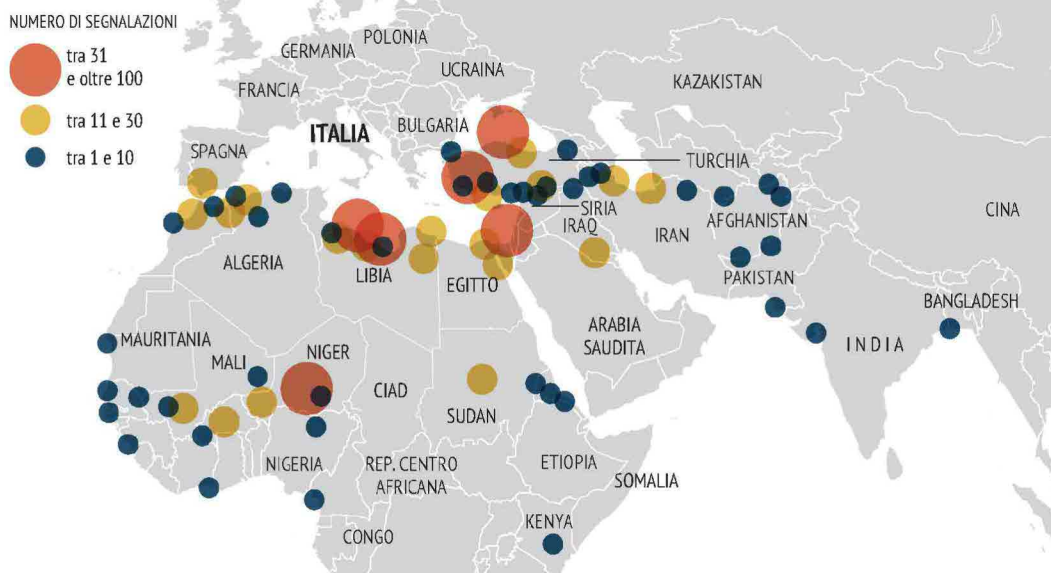 NUMERO DI SEGNALAZIONI
tra 31
e oltre 100
tra 11 e 30
tra 1 e 10
POLONIA
GERMANIA
UCRAINA
KAZAKISTAN
FRANCIA
ITALIA
BULGARIA
SPAGNA
TURCHIA
SIRIA
IRAQ
IRAN
AFGHANISTAN
CINA
ALGERIA
LIBIA
EGITTO
PAKISTAN
BANGLADESH
ARABIA
SAUDITA
INDIA
MAURITANIA
MALI
NIGER
CIAD
SUDAN
NIGERIA
REP. CENTRO
AFRICANA
ETIOPIA
SOMALIA
KENYA
CONGO